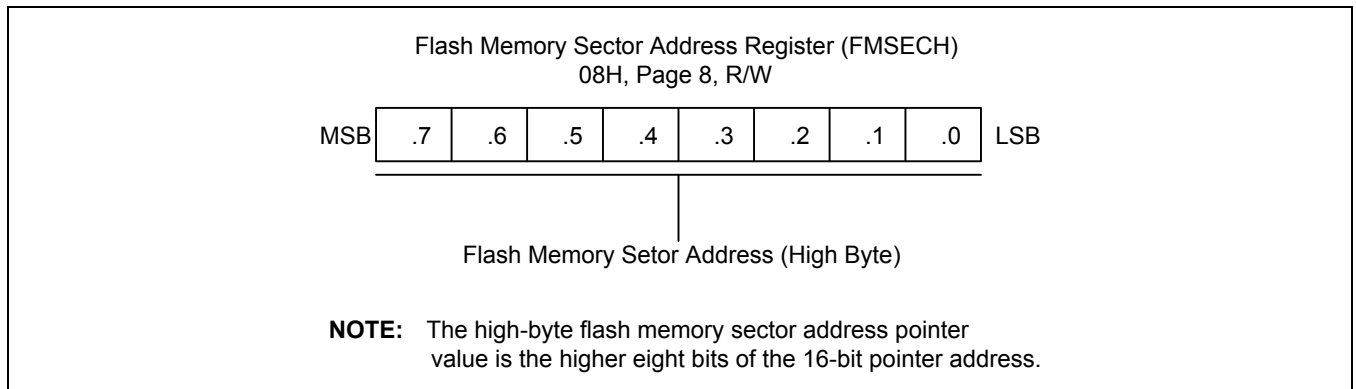 Flash Memory Sector Address Register (FMSECH)
08H, Page 8, R/W
MSB .7 .6 .5 .4 .3 .2 .1 .0 LSB
Flash Memory Setor Address (High Byte)
NOTE: The high-byte flash memory sector address pointer
value is the higher eight bits of the 16-bit pointer address.